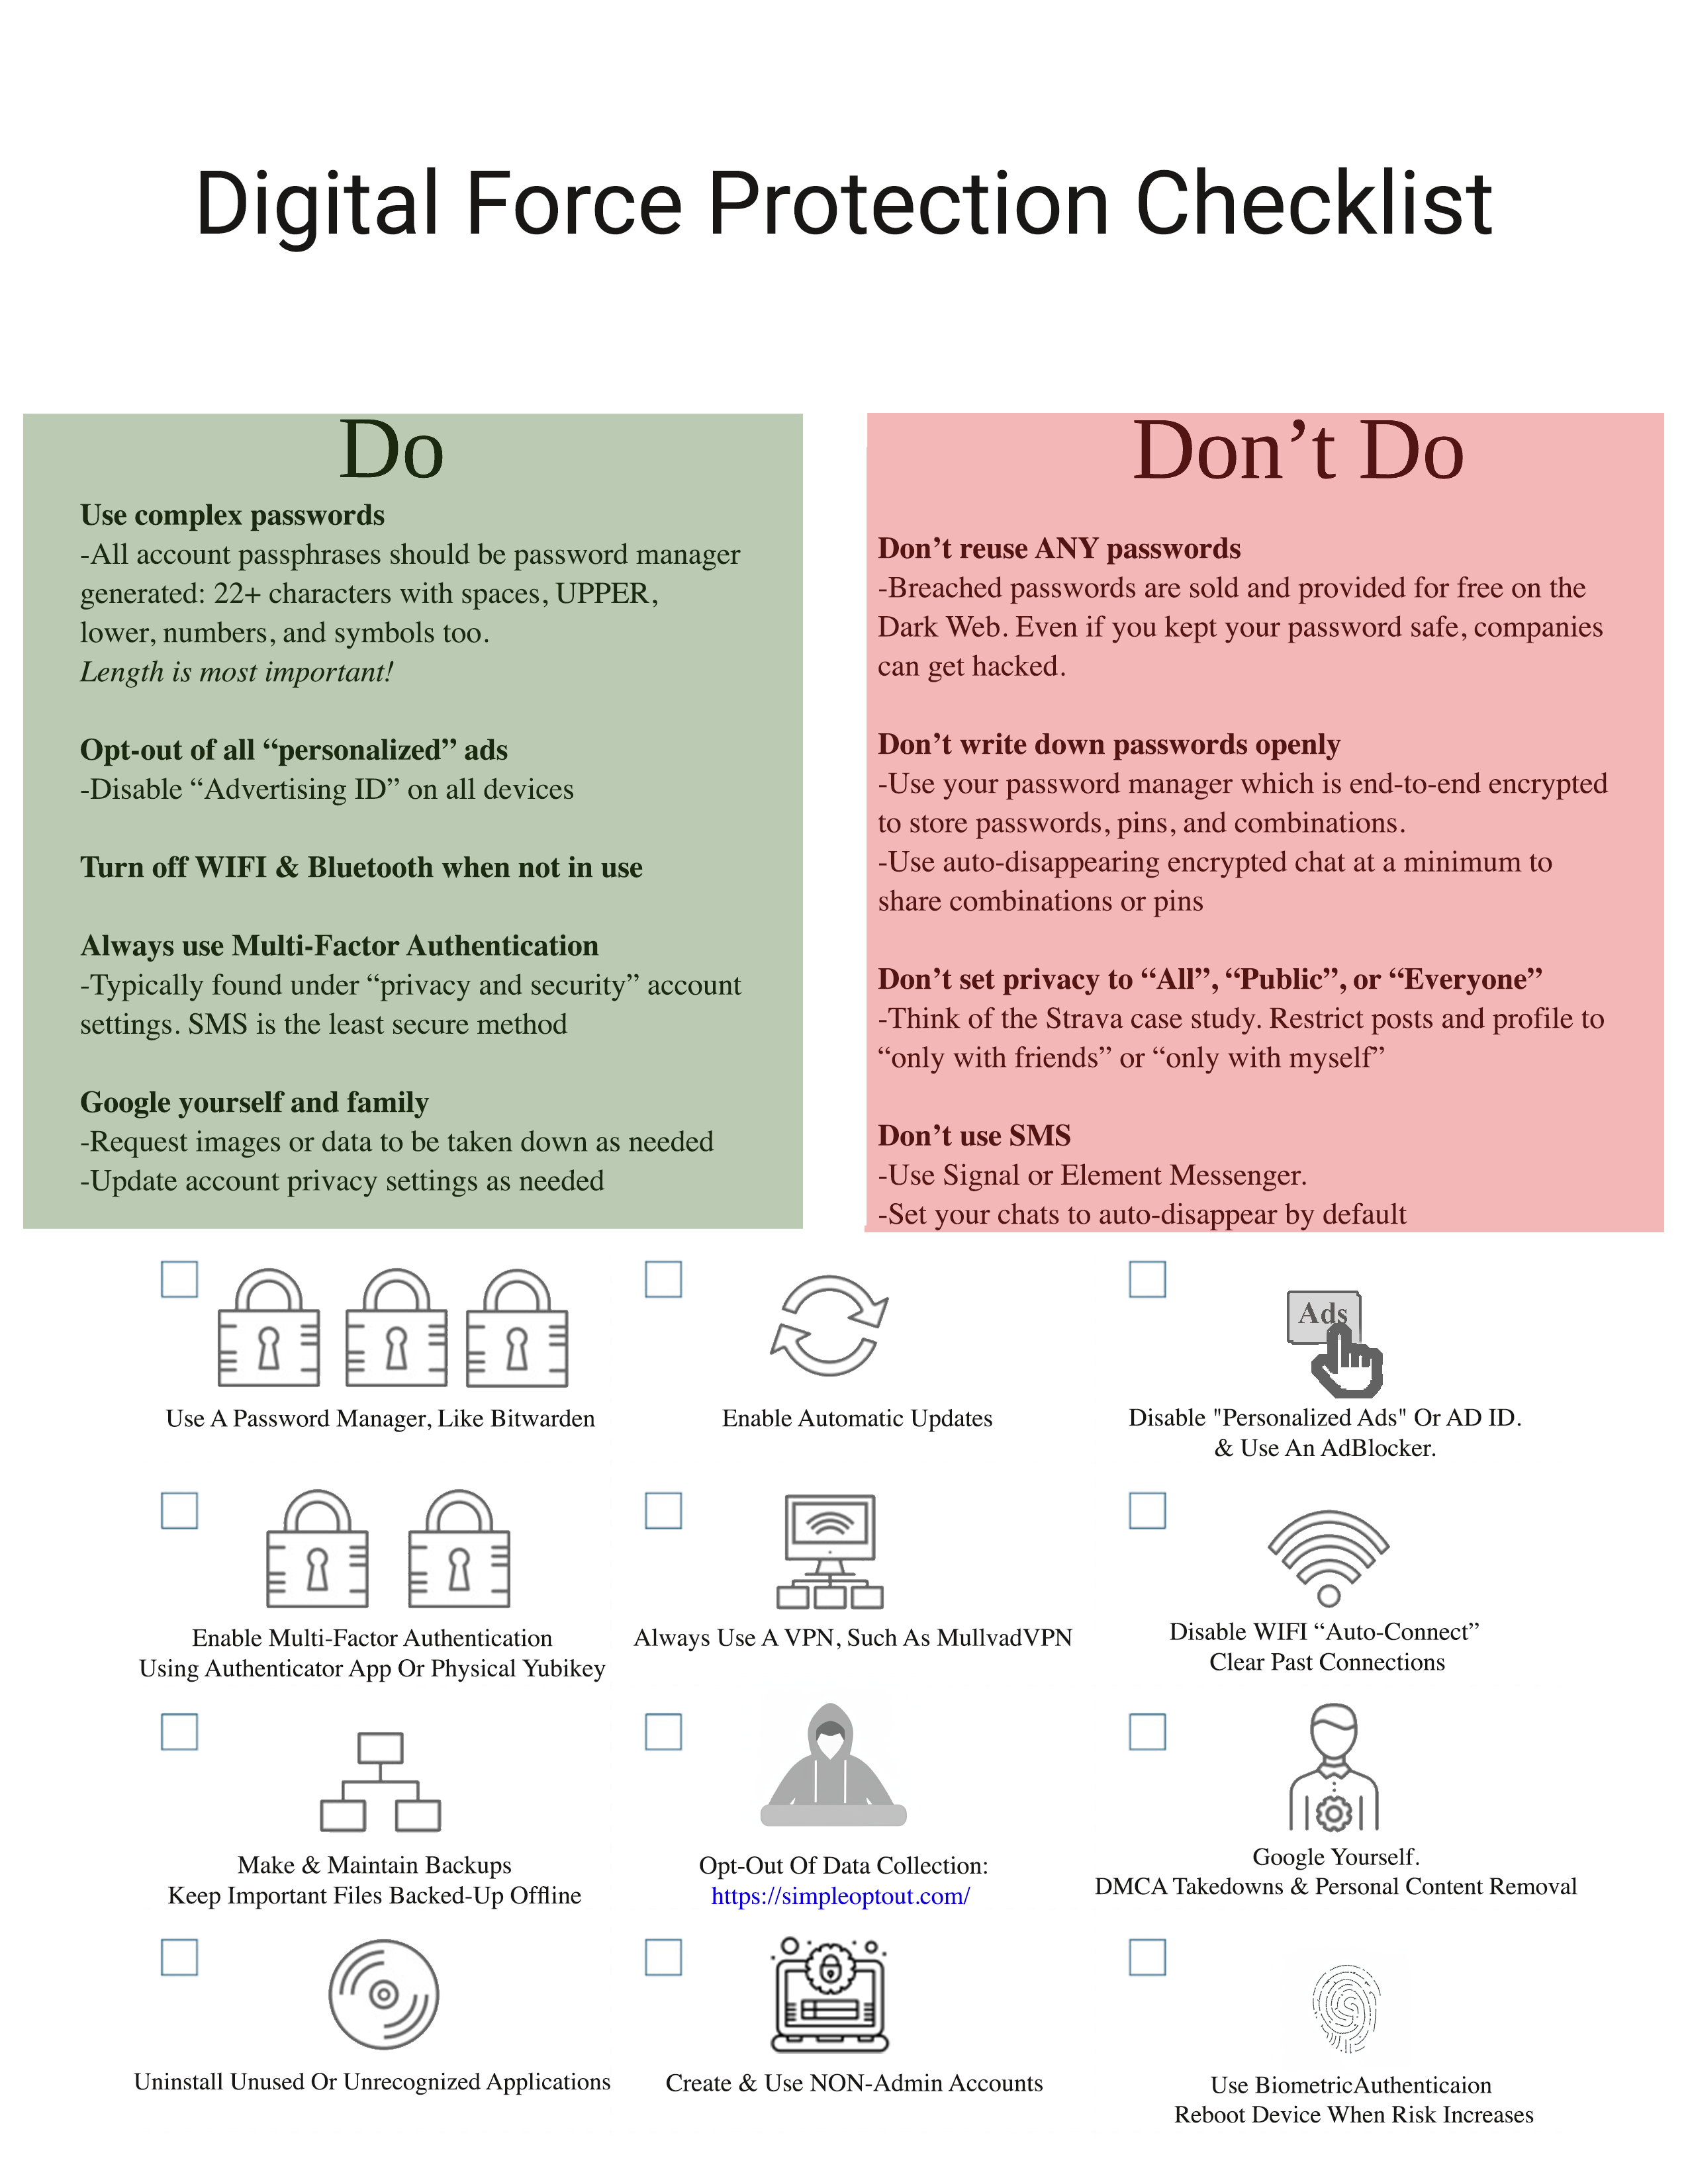 Digital Force Protection Checklist
Do
Use complex passwords
-All account passphrases should be password manager
generated: 22+ characters with spaces, UPPER,
lower, numbers, and symbols too.
Length is most important!
Opt-out of all “personalized” ads
-Disable “Advertising ID” on all devices
Turn off WIFI & Bluetooth when not in use
Always use Multi-Factor Authentication
-Typically found under “privacy and security” account
settings. SMS is the least secure method
Google yourself and family
-Request images or data to be taken down as needed
-Update account privacy settings as needed
Don’t Do
Don’t reuse ANY passwords
-Breached passwords are sold and provided for free on the
Dark Web. Even if you kept your password safe, companies
can get hacked.
Don’t write down passwords openly
-Use your password manager which is end-to-end encrypted
to store passwords, pins, and combinations.
-Use auto-disappearing encrypted chat at a minimum to
share combinations or pins
Don’t set privacy to “All”, “Public”, or “Everyone”
-Think of the Strava case study. Restrict posts and profile to
“only with friends” or “only with myself”
Don’t use SMS
-Use Signal or Element Messenger.
-Set your chats to auto-disappear by default
Use A Password Manager, Like Bitwarden
Enable Automatic Updates
Ads
Disable "Personalized Ads" Or AD ID.
& Use An AdBlocker.
Enable Multi-Factor Authentication
Using Authenticator App Or Physical Yubikey
Always Use A VPN, Such As MullvadVPN
Disable WIFI “Auto-Connect”
Clear Past Connections
Make & Maintain Backups
Keep Important Files Backed-Up Offline
Opt-Out Of Data Collection:
https://simpleoptout.com/
Google Yourself.
DMCA Takedowns & Personal Content Removal
Uninstall Unused Or Unrecognized Applications
Create & Use NON-Admin Accounts
Use BiometricAuthenticaion
Reboot Device When Risk Increases